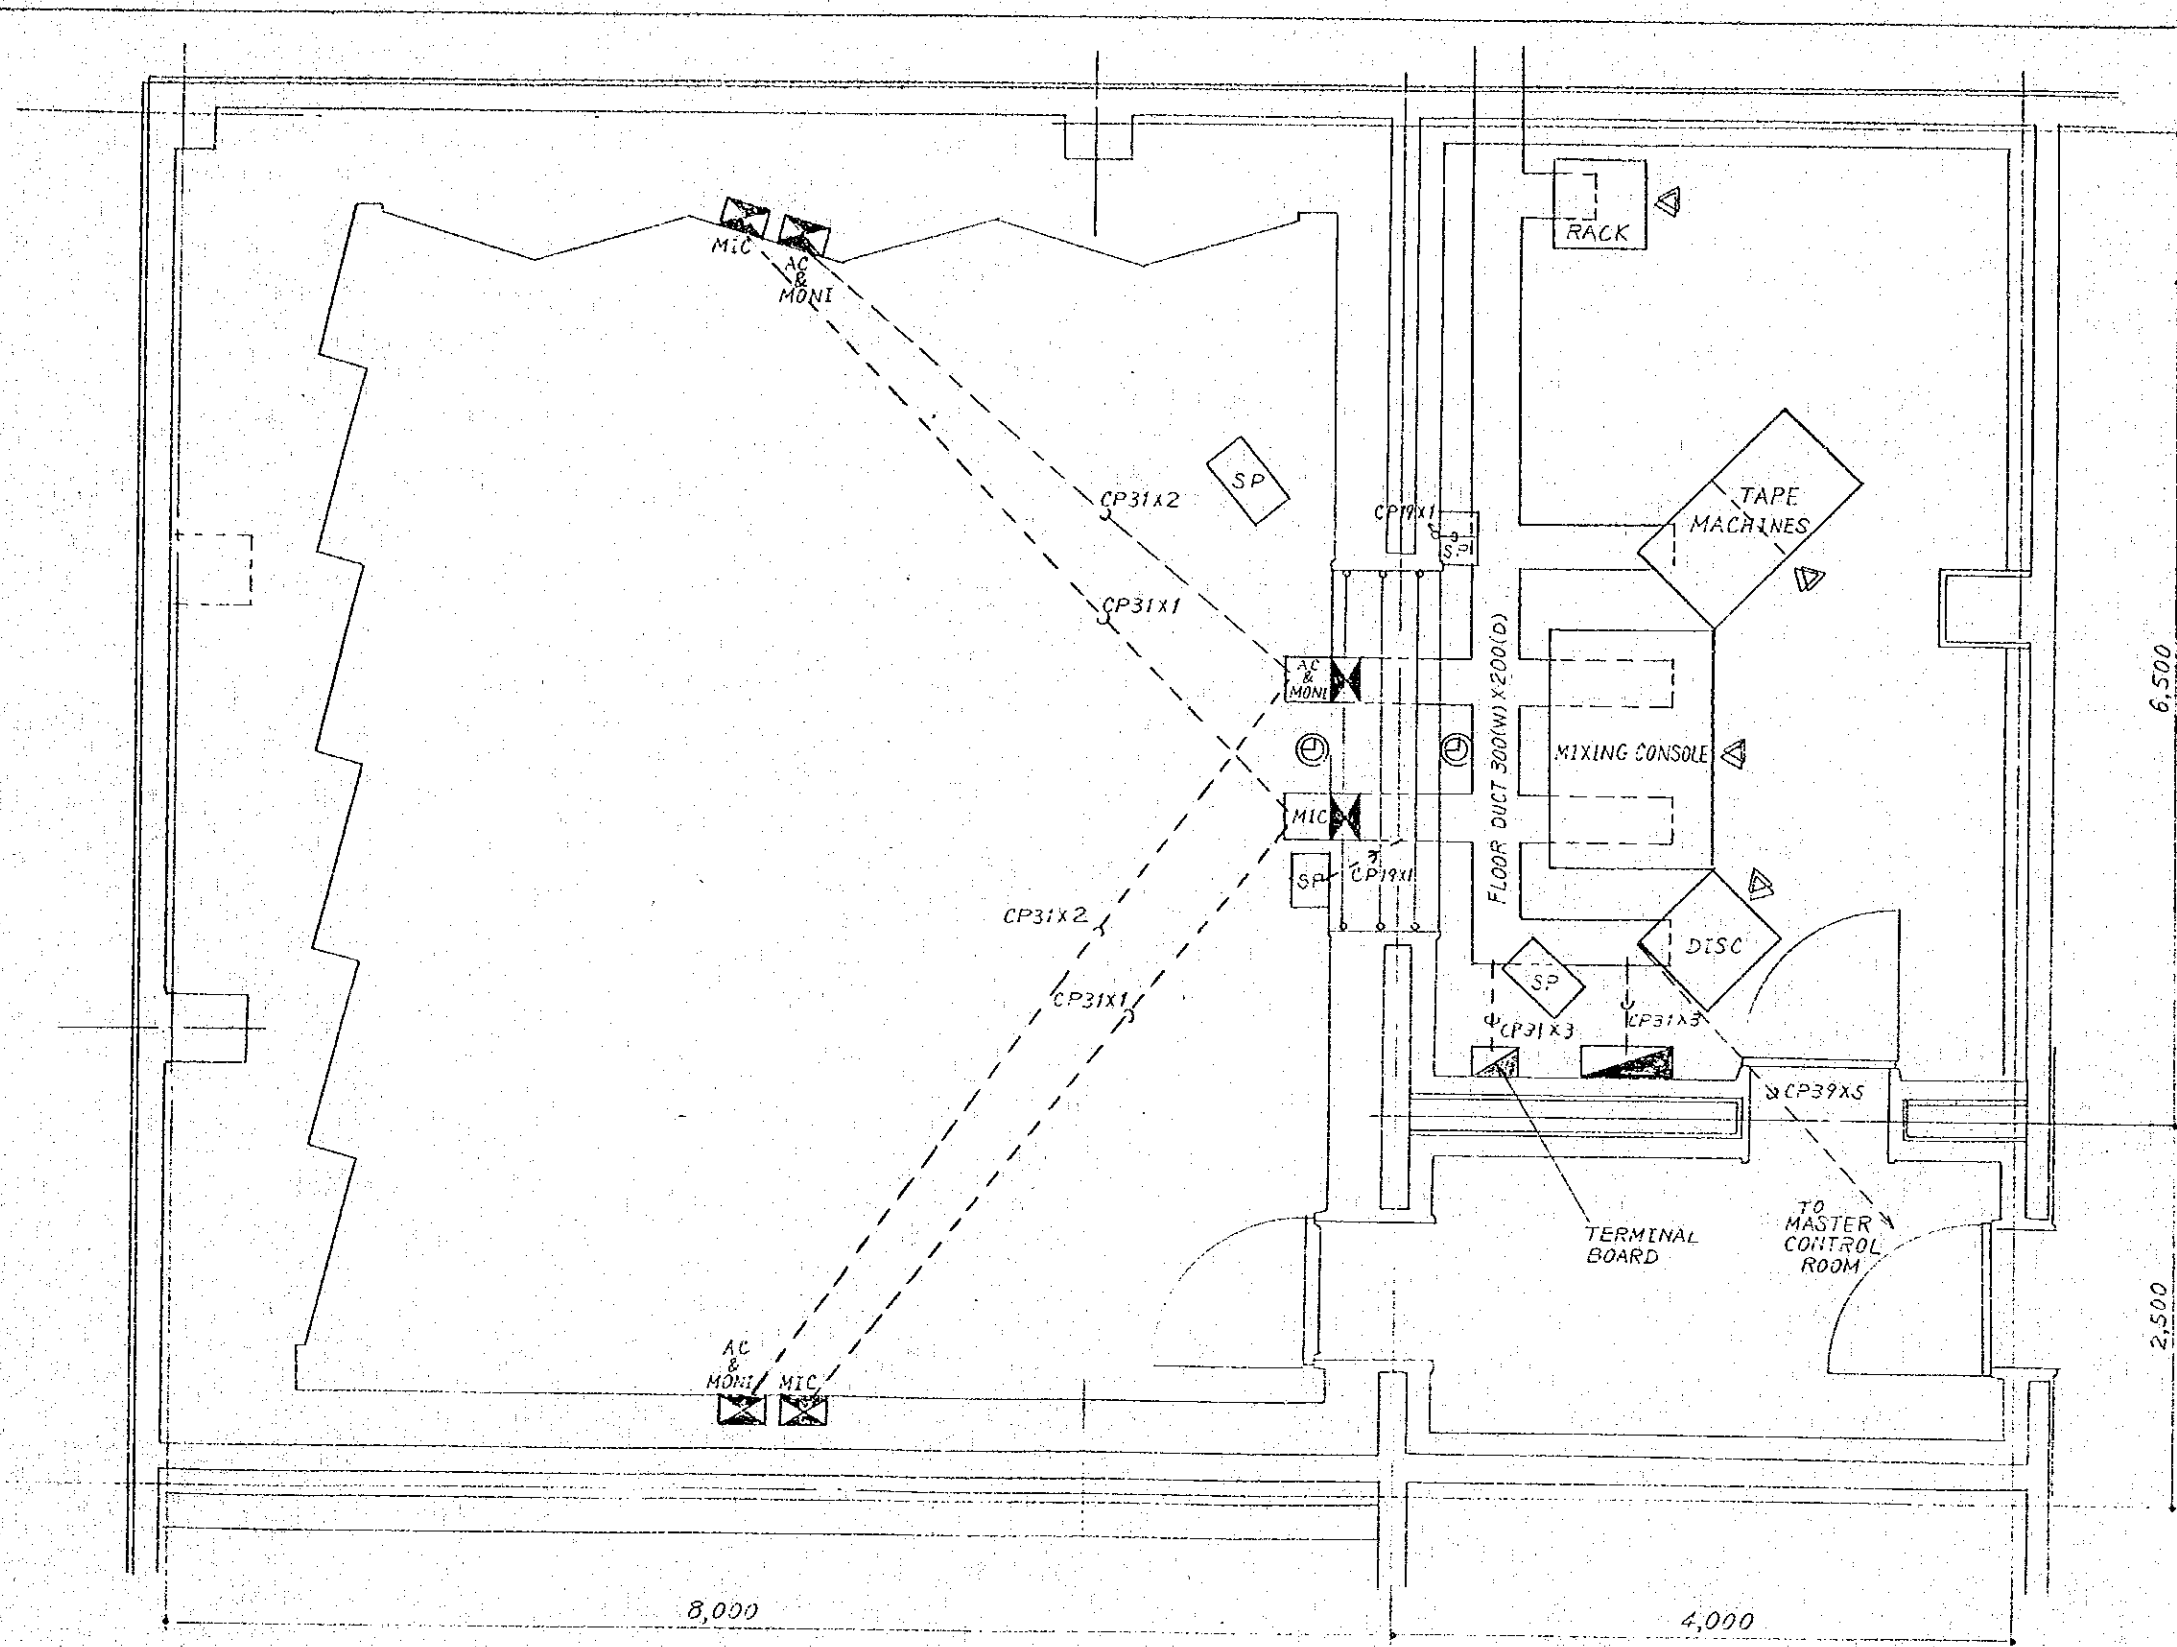 RACK
MIC
AC
&
MONI
SP
TAPE
MACHINES
CP31X2
CP19X1
SP
CP31X1
FLOOR DUCT 300(W)X200(D)
AC
&
MONI
6,500
MIXING CONSOLE
MIC
SP
CP19X1
CP31X2
DISC
SP
CP31X1
CP31X3
CP31X3
CP39X5
TO
MASTER
CONTROL
ROOM
TERMINAL
BOARD
2,500
AC
&
MONI
MIC
8,000
4,000